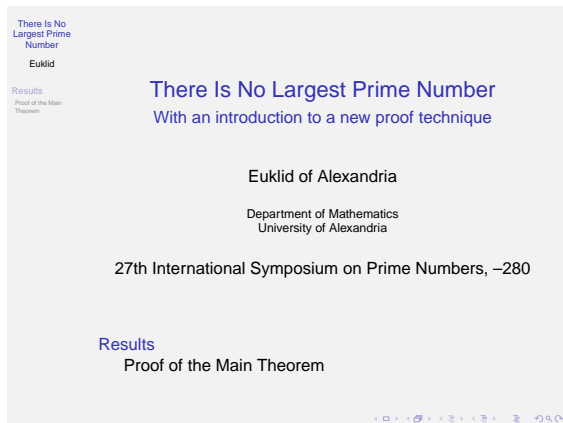 There Is No
Largest Prime
Number
Euklid
Results
Proof of the Main
Theorem
There Is No Largest Prime Number
With an introduction to a new proof technique
Euklid of Alexandria
Department of Mathematics
University of Alexandria
27th International Symposium on Prime Numbers, –280
Results
Proof of the Main Theorem